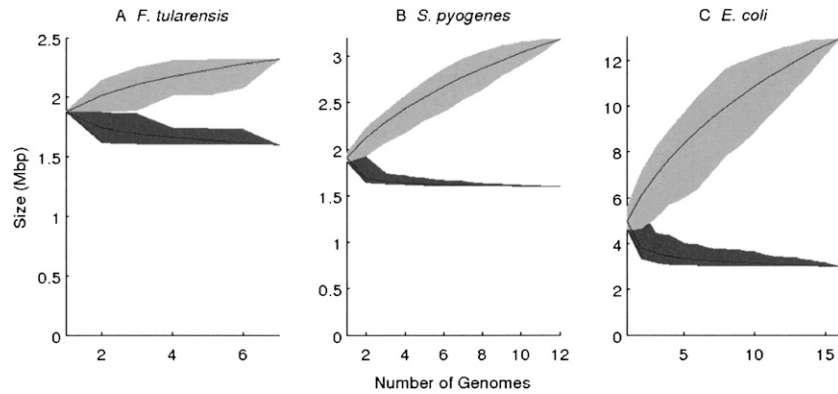 A F. tularensis
B S. pyogenes
C E. coli
Size (Mbp)
2.5
2
1.5
1
0.5
0
2 4 6
3
2.5
2
1.5
1
0.5
0
2 4 6 8 10 12
12
10
8
6
4
2
0
5 10 15
Number of Genomes